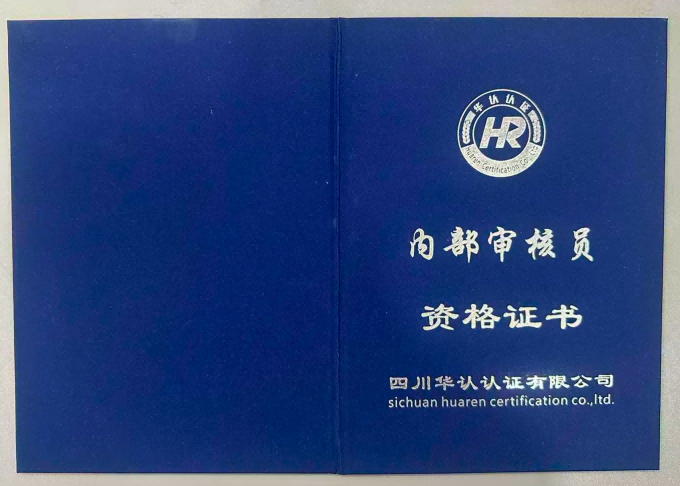 华认认证
HR
huaren Certification Co.,Ltd
内部审核员
资格证书
四川华认认证有限公司
sichuan huaren certification co.,ltd.